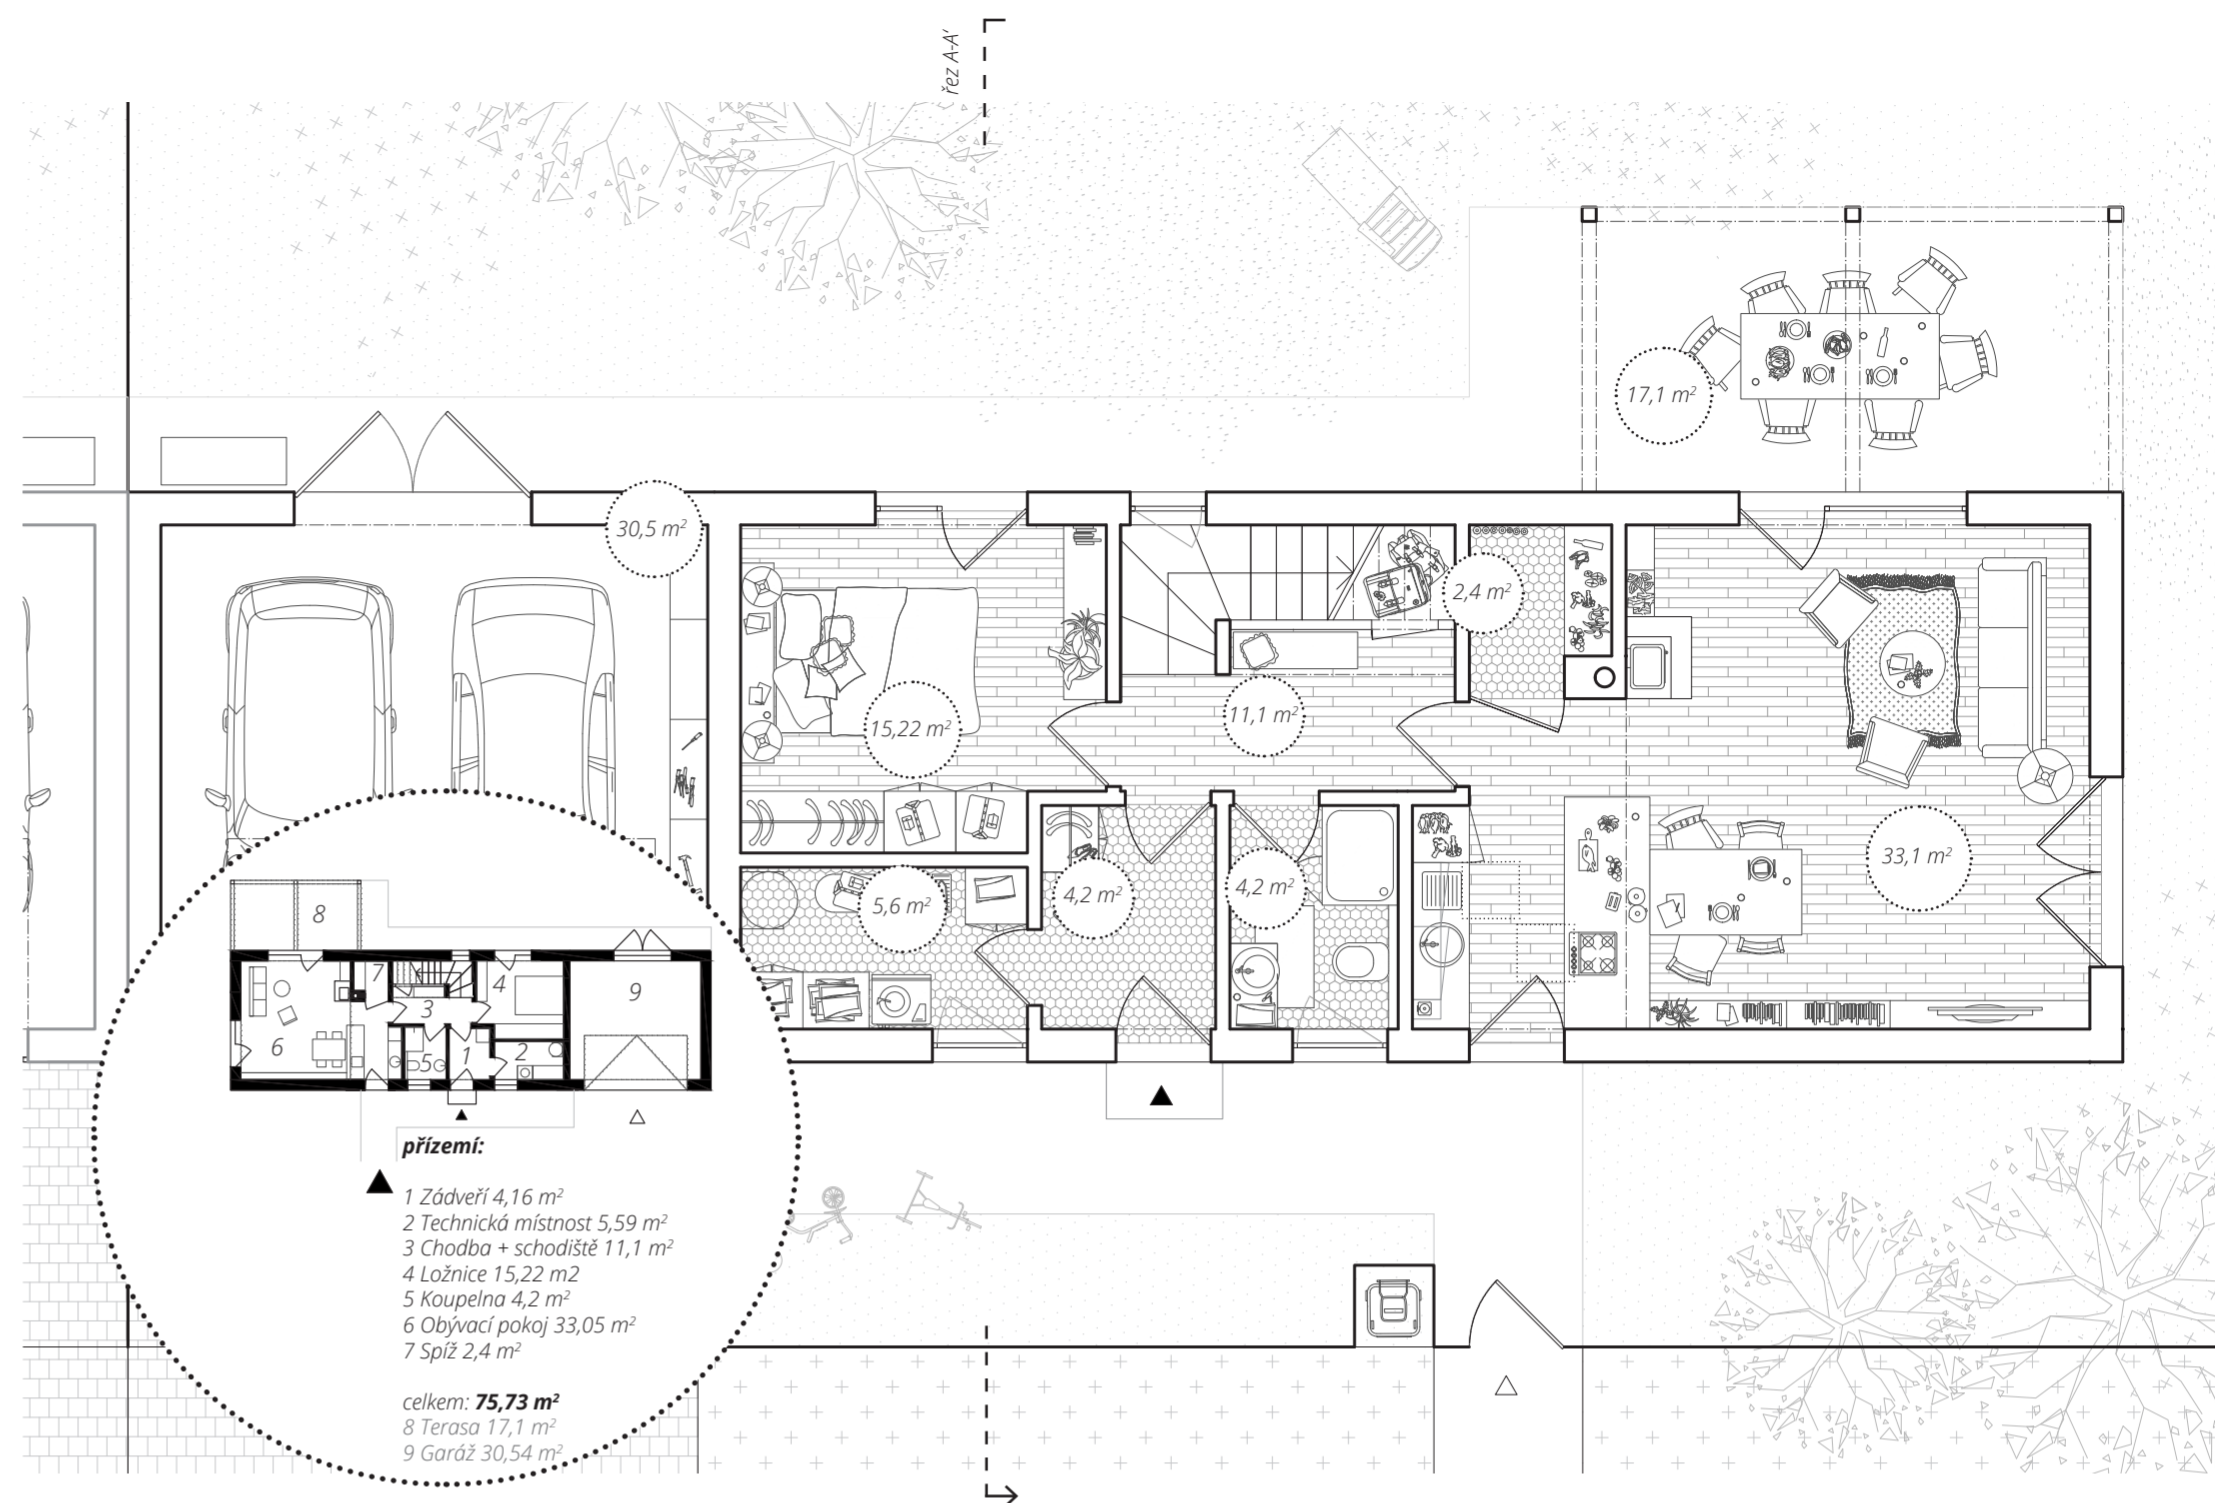 řez A-A'
17,1 m²
30,5 m²
2,4 m²
15,22 m²
11,1 m²
33,1 m²
5,6 m²
4,2 m²
4,2 m²
8
7
4
9
3
6
5
1
2
přízemí:
1 Zádveří 4,16 m²
2 Technická místnost 5,59 m²
3 Chodba + schodiště 11,1 m²
4 Ložnice 15,22 m2
5 Koupelna 4,2 m²
6 Obývací pokoj 33,05 m²
7 Spíž 2,4 m²
celkem: 75,73 m²
8 Terasa 17,1 m²
9 Garáž 30,54 m²